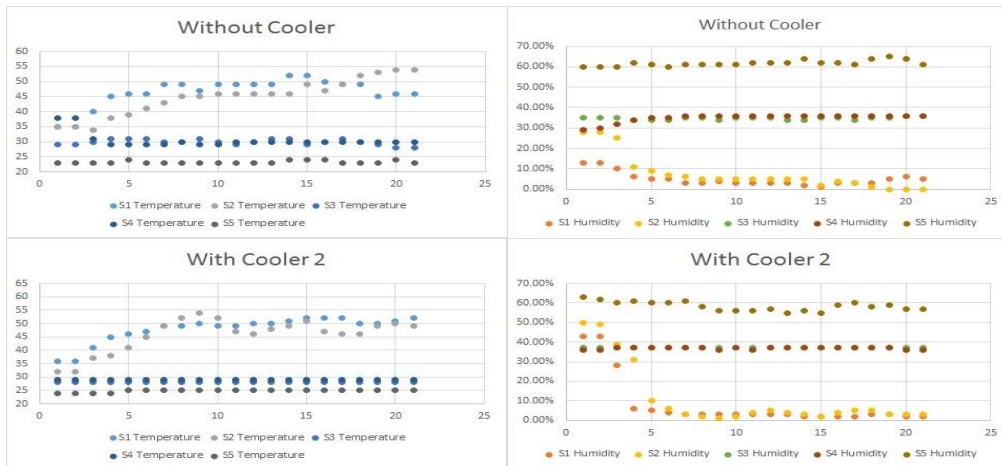 Without Cooler
60
55
50
45
40
35
30
25
20
0 5 10 15 20 25
S1 Temperature S2 Temperature S3 Temperature
S4 Temperature S5 Temperature
Without Cooler
70.00%
60.00%
50.00%
40.00%
30.00%
20.00%
10.00%
0.00%
0 5 10 15 20 25
S1 Humidity S2 Humidity S3 Humidity S4 Humidity S5 Humidity
With Cooler 2
65
60
55
50
45
40
35
30
25
20
0 5 10 15 20 25
S1 Temperature S2 Temperature S3 Temperature
S4 Temperature S5 Temperature
With Cooler 2
70.00%
60.00%
50.00%
40.00%
30.00%
20.00%
10.00%
0.00%
0 5 10 15 20 25
S1 Humidity S2 Humidity S3 Humidity S4 Humidity S5 Humidity